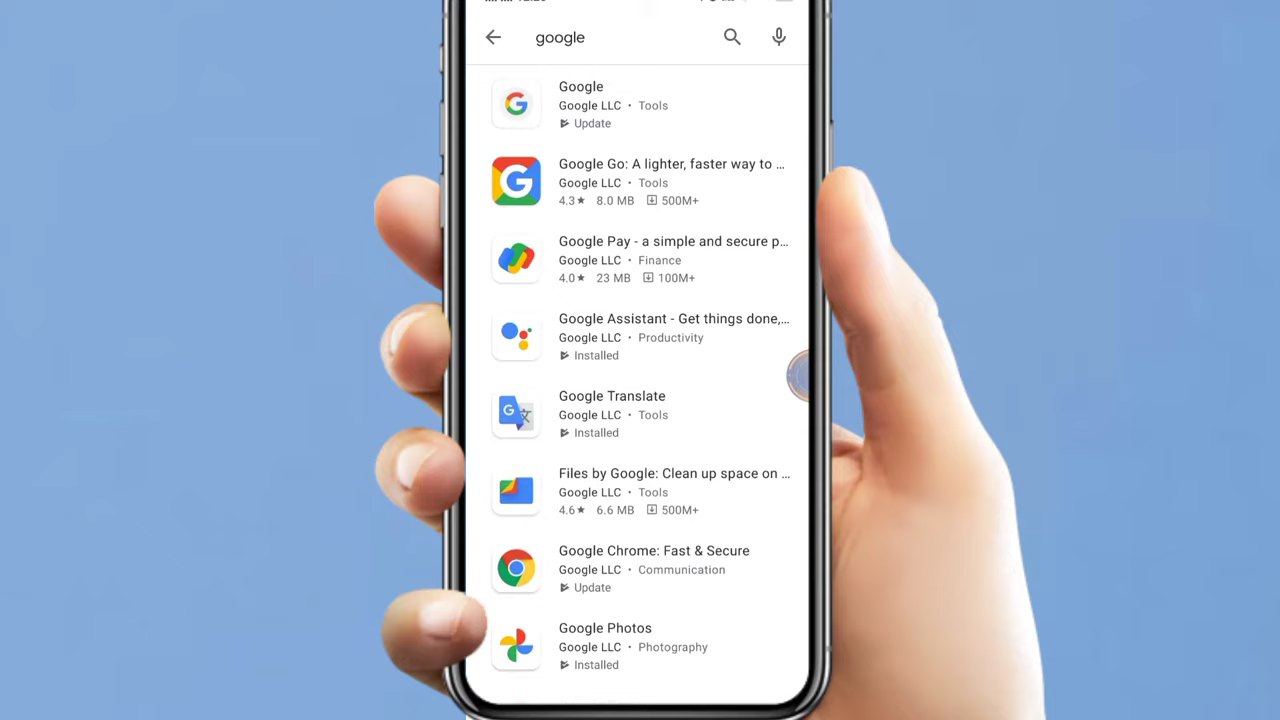 google
Google
Google LLC • Tools
Update
Google Go: A lighter, faster way to ...
Google LLC • Tools
4.3★ 8.0 MB 500M+
Google Pay - a simple and secure p...
Google LLC • Finance
4.0★ 23 MB 100M+
Google Assistant - Get things done,...
Google LLC • Productivity
Installed
Google Translate
Google LLC • Tools
Installed
Files by Google: Clean up space on ...
Google LLC • Tools
4.6★ 6.6 MB 500M+
Google Chrome: Fast & Secure
Google LLC • Communication
Update
Google Photos
Google LLC • Photography
Installed